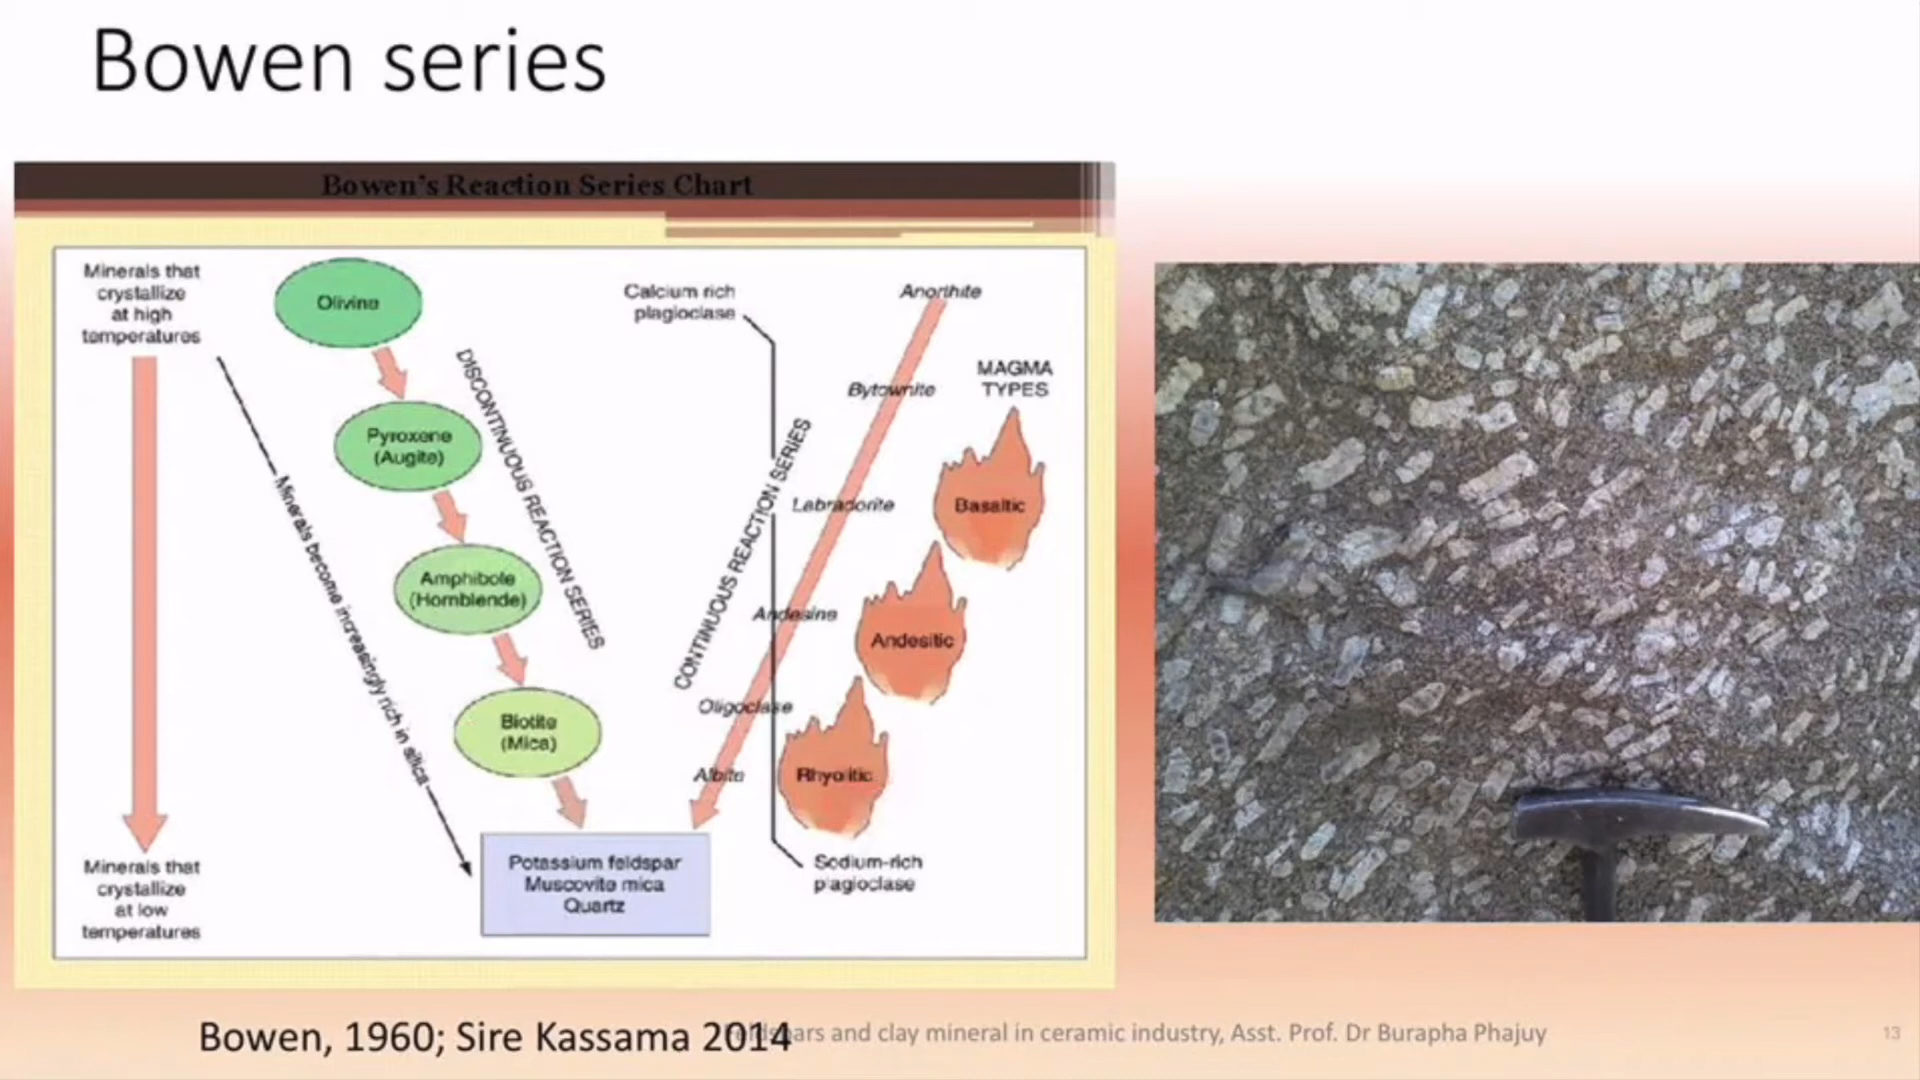 Bowen series
Bowen's Reaction Series Chart
Minerals that
crystallize
at high
temperatures
Olivine
Pyroxene
(Augite)
Amphibole
(Hornblende)
Biotite
(Mica)
DISCONTINUOUS REACTION SERIES
Minerals become increasingly rich in silica
Minerals that
crystallize
at low
temperatures
Potassium feldspar
Muscovite mica
Quartz
Calcium rich
plagioclase
CONTINUOUS REACTION SERIES
Anorthite
Bytownite
Labradorite
Andesine
Oligoclase
Albite
Sodium-rich
plagioclase
MAGMA
TYPES
Basaltic
Andesitic
Rhyolitic
Bowen, 1960; Sire Kassama 2014
Feldspars and clay mineral in ceramic industry, Asst. Prof. Dr Burapha Phajuy
13